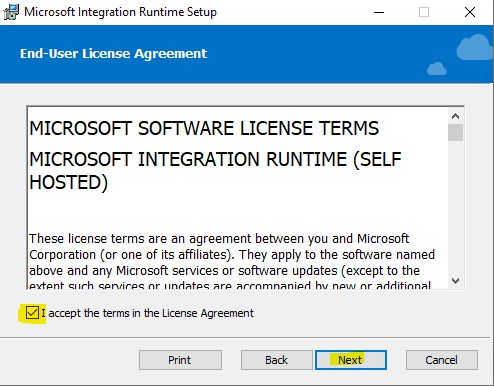 Microsoft Integration Runtime Setup
End-User License Agreement
MICROSOFT SOFTWARE LICENSE TERMS
MICROSOFT INTEGRATION RUNTIME (SELF
HOSTED)
These license terms are an agreement between you and Microsoft
Corporation (or one of its affiliates). They apply to the software named
above and any Microsoft services or software updates (except to the
extent such services or updates are accompanied by new or additional
I accept the terms in the License Agreement
Print Back Next Cancel